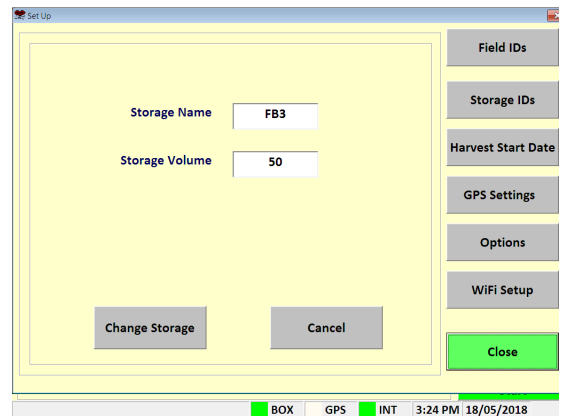 Set Up
Field IDs
Storage IDs
Storage Name FB3
Harvest Start Date
Storage Volume 50
GPS Settings
Options
WiFi Setup
Change Storage Cancel
Close
BOX GPS INT 3:24 PM 18/05/2018